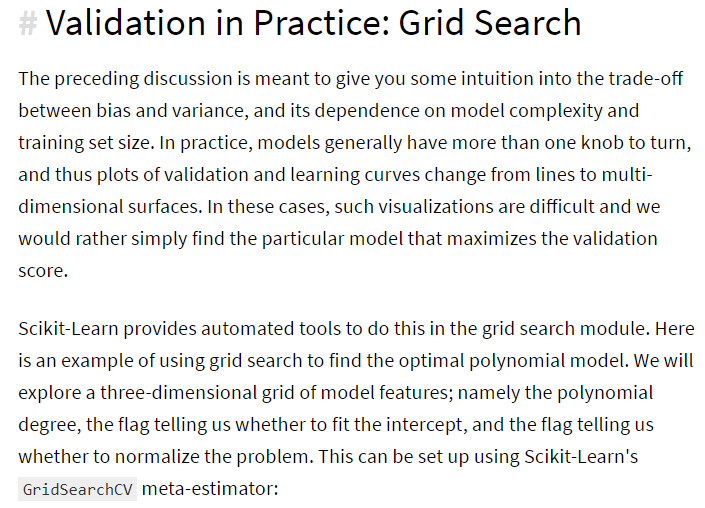 # Validation in Practice: Grid Search
The preceding discussion is meant to give you some intuition into the trade-off
between bias and variance, and its dependence on model complexity and
training set size. In practice, models generally have more than one knob to turn,
and thus plots of validation and learning curves change from lines to multi-
dimensional surfaces. In these cases, such visualizations are difficult and we
would rather simply find the particular model that maximizes the validation
score.
Scikit-Learn provides automated tools to do this in the grid search module. Here
is an example of using grid search to find the optimal polynomial model. We will
explore a three-dimensional grid of model features; namely the polynomial
degree, the flag telling us whether to fit the intercept, and the flag telling us
whether to normalize the problem. This can be set up using Scikit-Learn's
GridSearchCV meta-estimator: